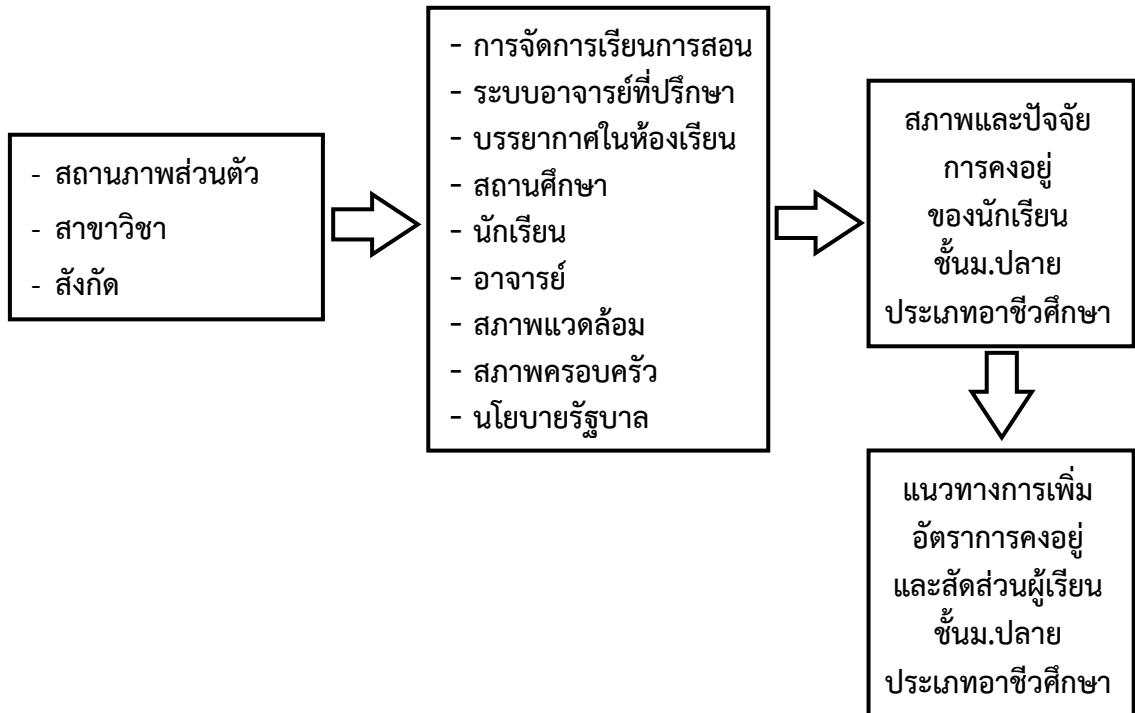 - สถานภาพส่วนตัว
- สาขาวิชา
- สังกัด
- การจัดการเรียนการสอน
- ระบบอาจารย์ที่ปรึกษา
- บรรยากาศในห้องเรียน
- สถานศึกษา
- นักเรียน
- อาจารย์
- สภาพแวดล้อม
- สภาพครอบครัว
- นโยบายรัฐบาล
สภาพและปัจจัย
การคงอยู่
ของนักเรียน
ชั้นม.ปลาย
ประเภทอาชีวศึกษา
แนวทางการเพิ่ม
อัตราการคงอยู่
และสัดส่วนผู้เรียน
ชั้นม.ปลาย
ประเภทอาชีวศึกษา